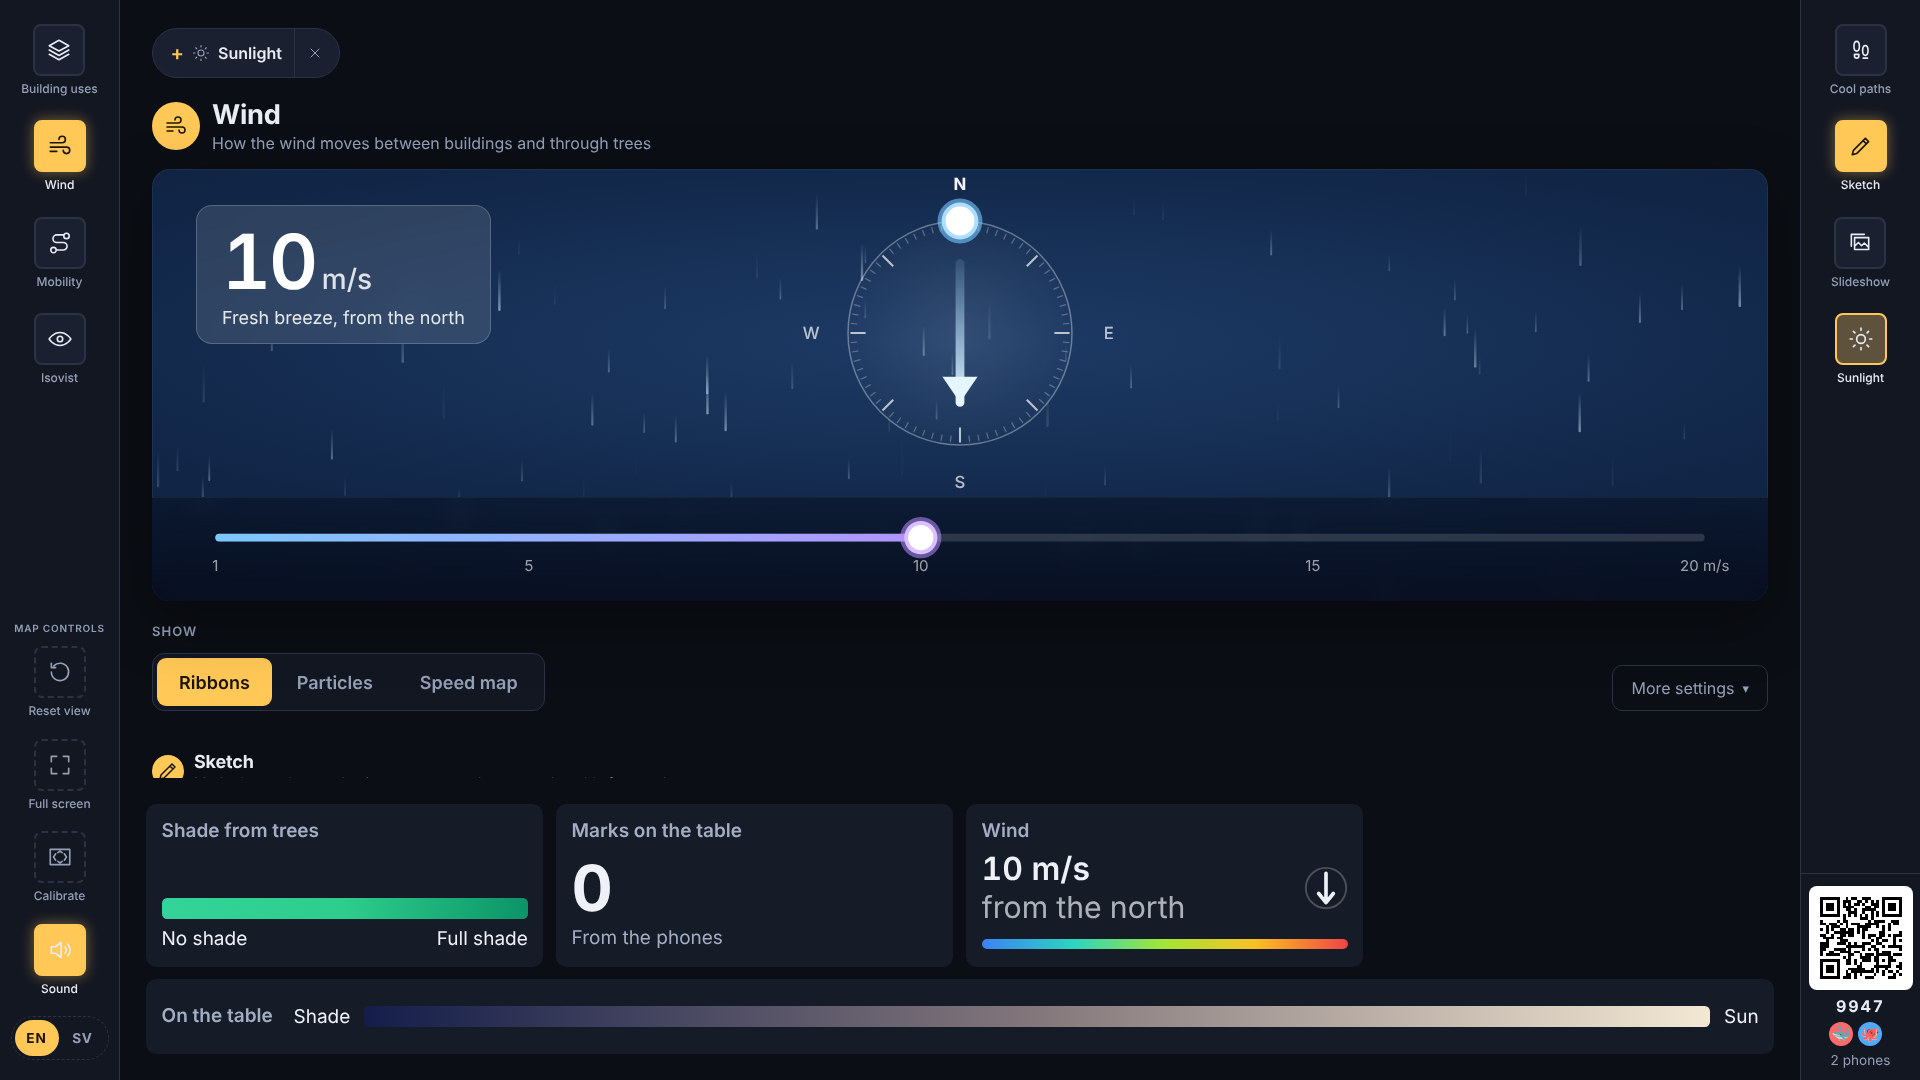 Building uses
Wind
Mobility
Isovist
MAP CONTROLS
Reset view
Full screen
Calibrate
Sound
EN SV
+ Sunlight
Wind
How the wind moves between buildings and through trees
10 m/s
Fresh breeze, from the north
N
W
E
S
1 5 10 15 20 m/s
SHOW
Ribbons Particles Speed map
More settings
Sketch
Shade from trees
No shade Full shade
Marks on the table
0
From the phones
Wind
10 m/s
from the north
On the table Shade Sun
Cool paths
Sketch
Slideshow
Sunlight
9947
2 phones